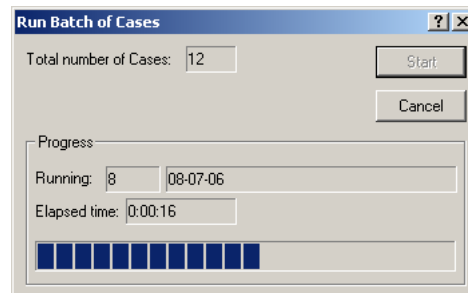 Run Batch of Cases
Total number of Cases: 12
Start
Cancel
Progress
Running: 8 08-07-06
Elapsed time: 0:00:16